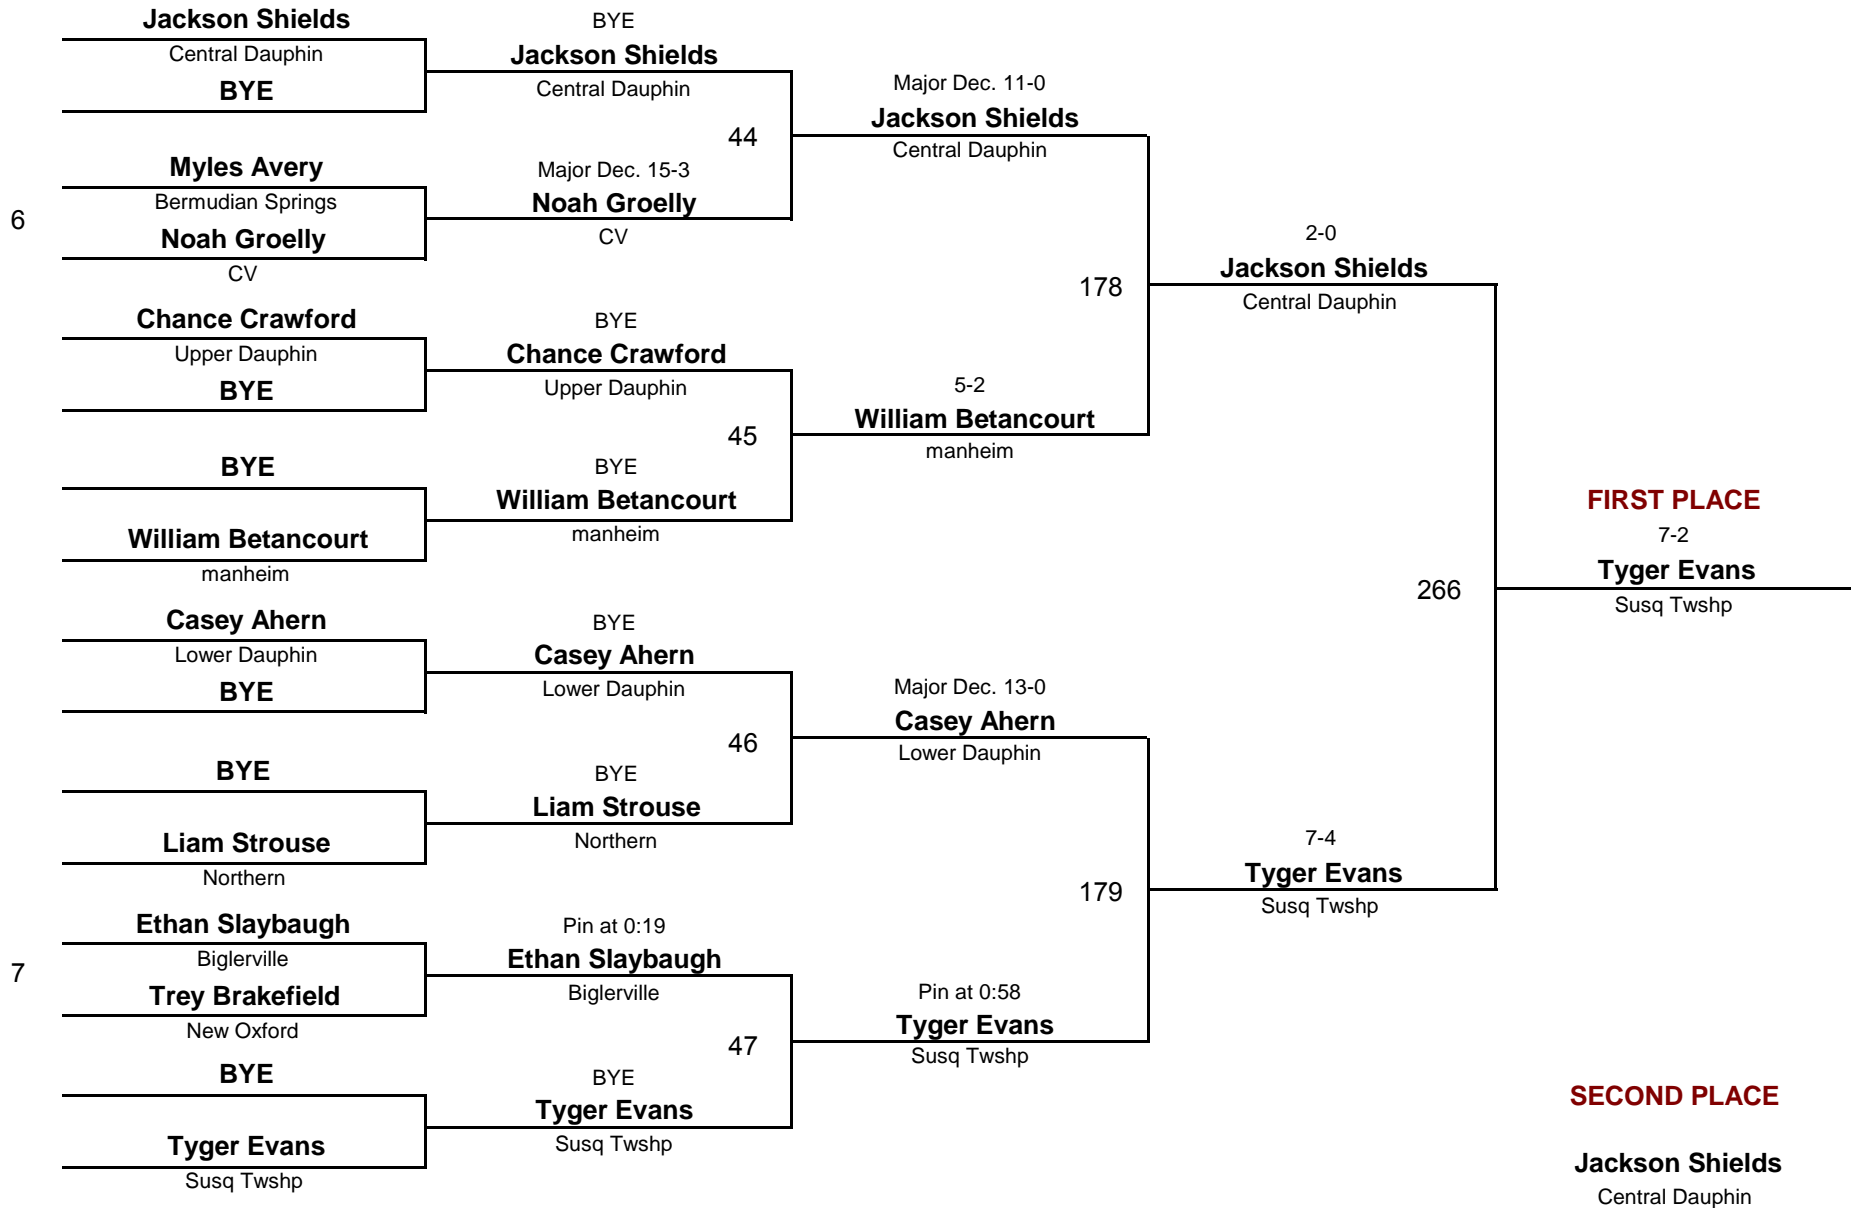 Jackson Shields
Central Dauphin
BYE
6
Myles Avery
Bermudian Springs
Noah Groelly
CV
Chance Crawford
Upper Dauphin
BYE
BYE
William Betancourt
manheim
Casey Ahern
Lower Dauphin
BYE
BYE
Liam Strouse
Northern
7
Ethan Slaybaugh
Biglerville
Trey Brakefield
New Oxford
BYE
Tyger Evans
Susq Twshp
BYE
Jackson Shields
Central Dauphin
44
Major Dec. 15-3
Noah Groelly
CV
BYE
Chance Crawford
Upper Dauphin
45
BYE
William Betancourt
manheim
BYE
Casey Ahern
Lower Dauphin
46
BYE
Liam Strouse
Northern
Pin at 0:19
Ethan Slaybaugh
Biglerville
47
BYE
Tyger Evans
Susq Twshp
Major Dec. 11-0
Jackson Shields
Central Dauphin
178
5-2
William Betancourt
manheim
Major Dec. 13-0
Casey Ahern
Lower Dauphin
179
Pin at 0:58
Tyger Evans
Susq Twshp
2-0
Jackson Shields
Central Dauphin
266
7-4
Tyger Evans
Susq Twshp
FIRST PLACE
7-2
Tyger Evans
Susq Twshp
SECOND PLACE
Jackson Shields
Central Dauphin